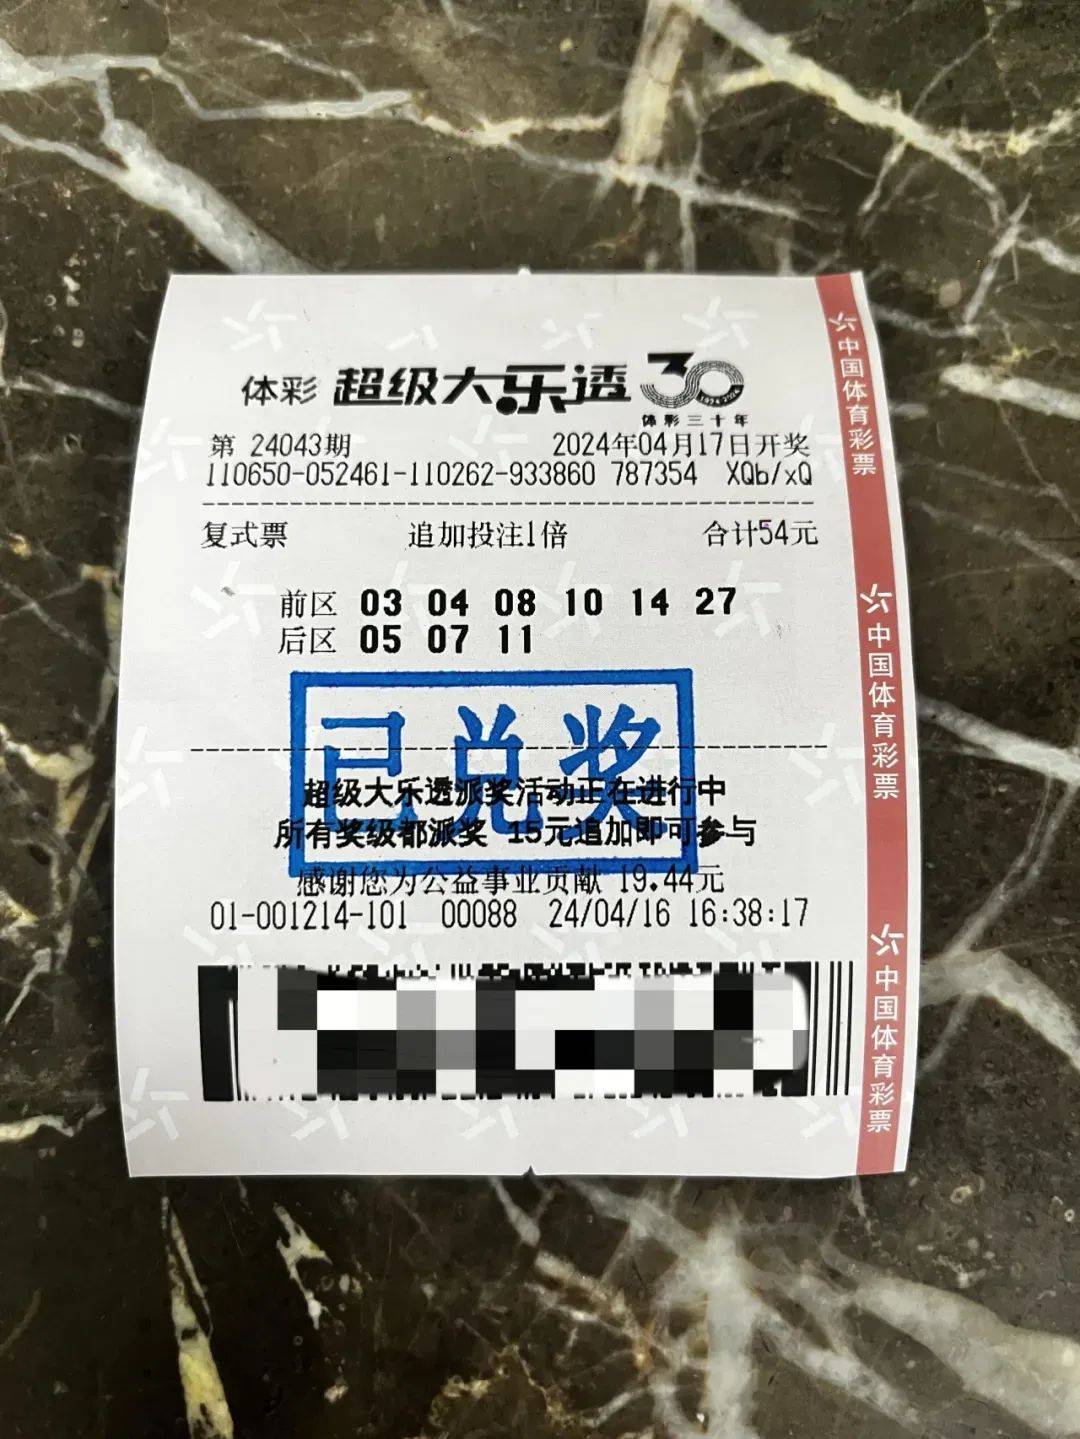 体彩 超级大乐透 30
体彩三十年
第 24043期 2024年04月17日开奖
110650-052461-110262-933860 787354 XQb/xQ
复式票 追加投注1倍 合计54元
前区 03 04 08 10 14 27
后区 05 07 11
已兑奖
超级大乐透派奖活动正在进行中
所有奖级都派奖 15元追加即可参与
感谢您为公益事业贡献 19.44元
01-001214-101 00088 24/04/16 16:38:17
中国体育彩票
中国体育彩票
中国体育彩票